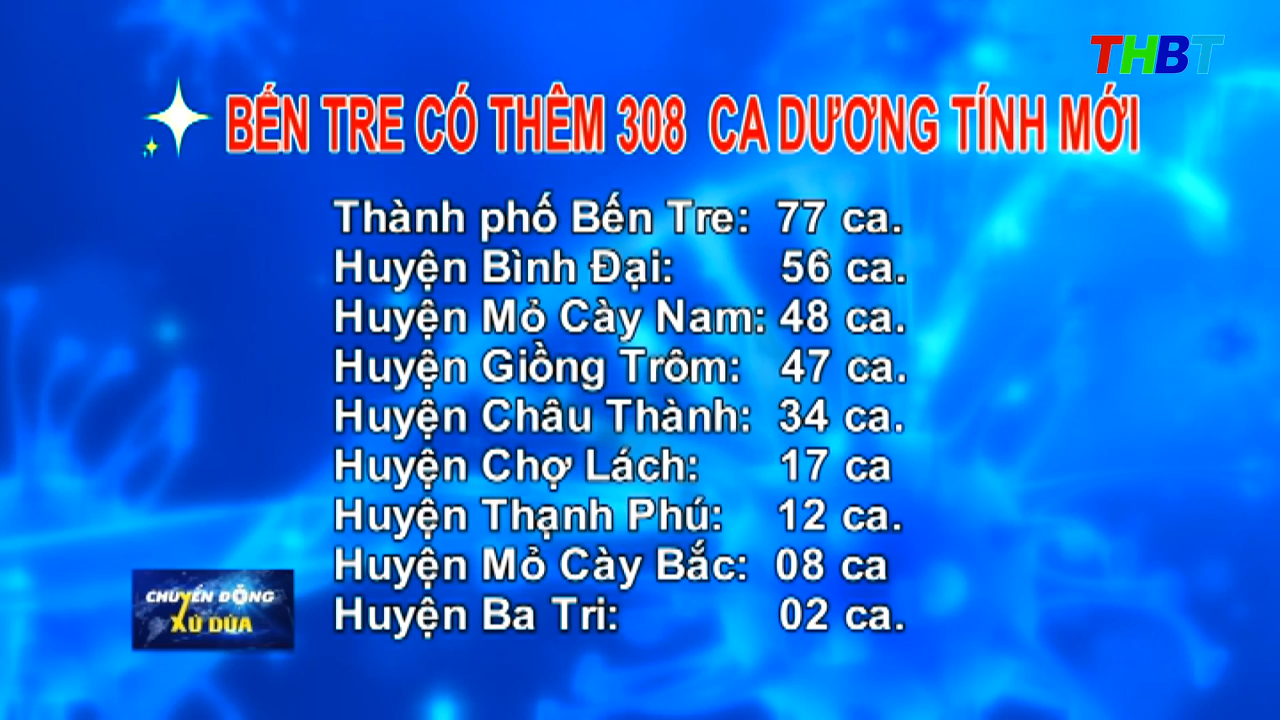 THBT
BẾN TRE CÓ THÊM 308 CA DƯƠNG TÍNH MỚI
Thành phố Bến Tre: 77 ca.
Huyện Bình Đại: 56 ca.
Huyện Mỏ Cày Nam: 48 ca.
Huyện Giồng Trôm: 47 ca.
Huyện Châu Thành: 34 ca.
Huyện Chợ Lách: 17 ca
Huyện Thạnh Phú: 12 ca.
Huyện Mỏ Cày Bắc: 08 ca
Huyện Ba Tri: 02 ca.
CHUYỂN ĐỘNG
XỨ DỪA